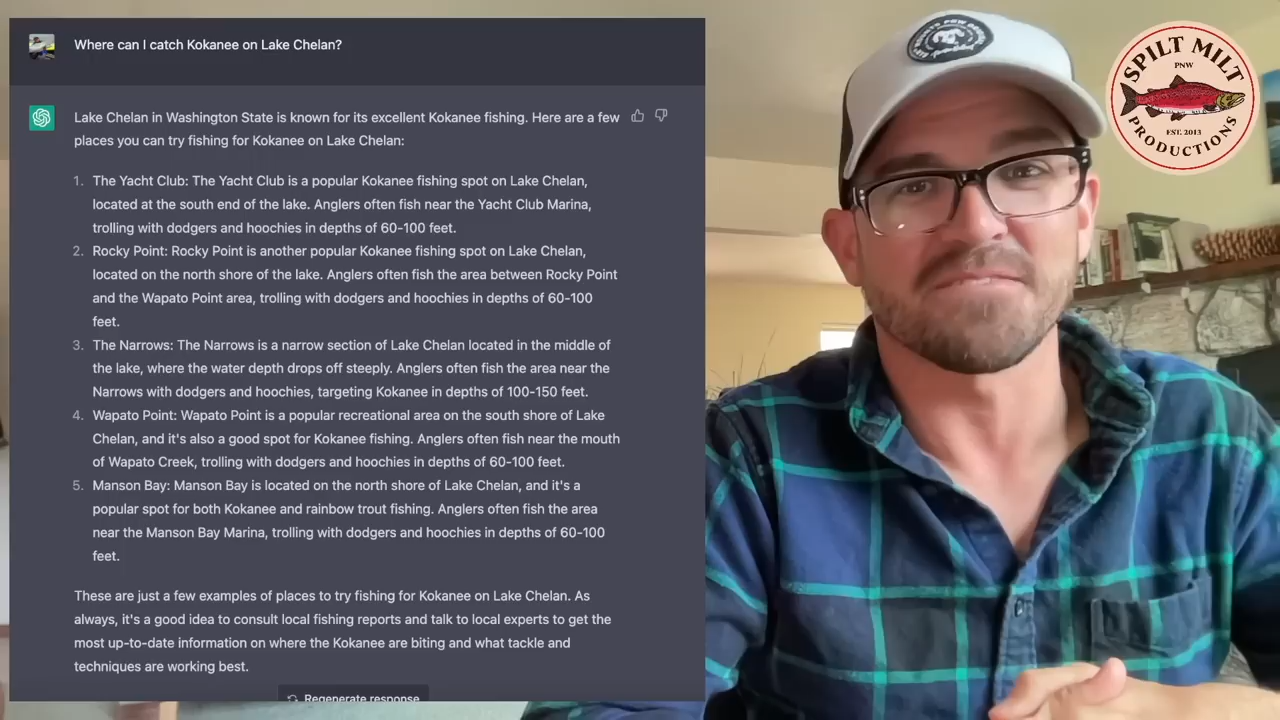 Where can I catch Kokanee on Lake Chelan?
Lake Chelan in Washington State is known for its excellent Kokanee fishing. Here are a few
places you can try fishing for Kokanee on Lake Chelan:
1. The Yacht Club: The Yacht Club is a popular Kokanee fishing spot on Lake Chelan,
located at the south end of the lake. Anglers often fish near the Yacht Club Marina,
trolling with dodgers and hoochies in depths of 60-100 feet.
2. Rocky Point: Rocky Point is another popular Kokanee fishing spot on Lake Chelan,
located on the north shore of the lake. Anglers often fish the area between Rocky Point
and the Wapato Point area, trolling with dodgers and hoochies in depths of 60-100
feet.
3. The Narrows: The Narrows is a narrow section of Lake Chelan located in the middle of
the lake, where the water depth drops off steeply. Anglers often fish the area near the
Narrows with dodgers and hoochies, targeting Kokanee in depths of 100-150 feet.
4. Wapato Point: Wapato Point is a popular recreational area on the south shore of Lake
Chelan, and it's also a good spot for Kokanee fishing. Anglers often fish near the mouth
of Wapato Creek, trolling with dodgers and hoochies in depths of 60-100 feet.
5. Manson Bay: Manson Bay is located on the north shore of Lake Chelan, and it's a
popular spot for both Kokanee and rainbow trout fishing. Anglers often fish the area
near the Manson Bay Marina, trolling with dodgers and hoochies in depths of 60-100
feet.
These are just a few examples of places to try fishing for Kokanee on Lake Chelan. As
always, it's a good idea to consult local fishing reports and talk to local experts to get the
most up-to-date information on where the Kokanee are biting and what tackle and
techniques are working best.
Regenerate response
SPILT MILT
PNW
EST. 2013
PRODUCTIONS